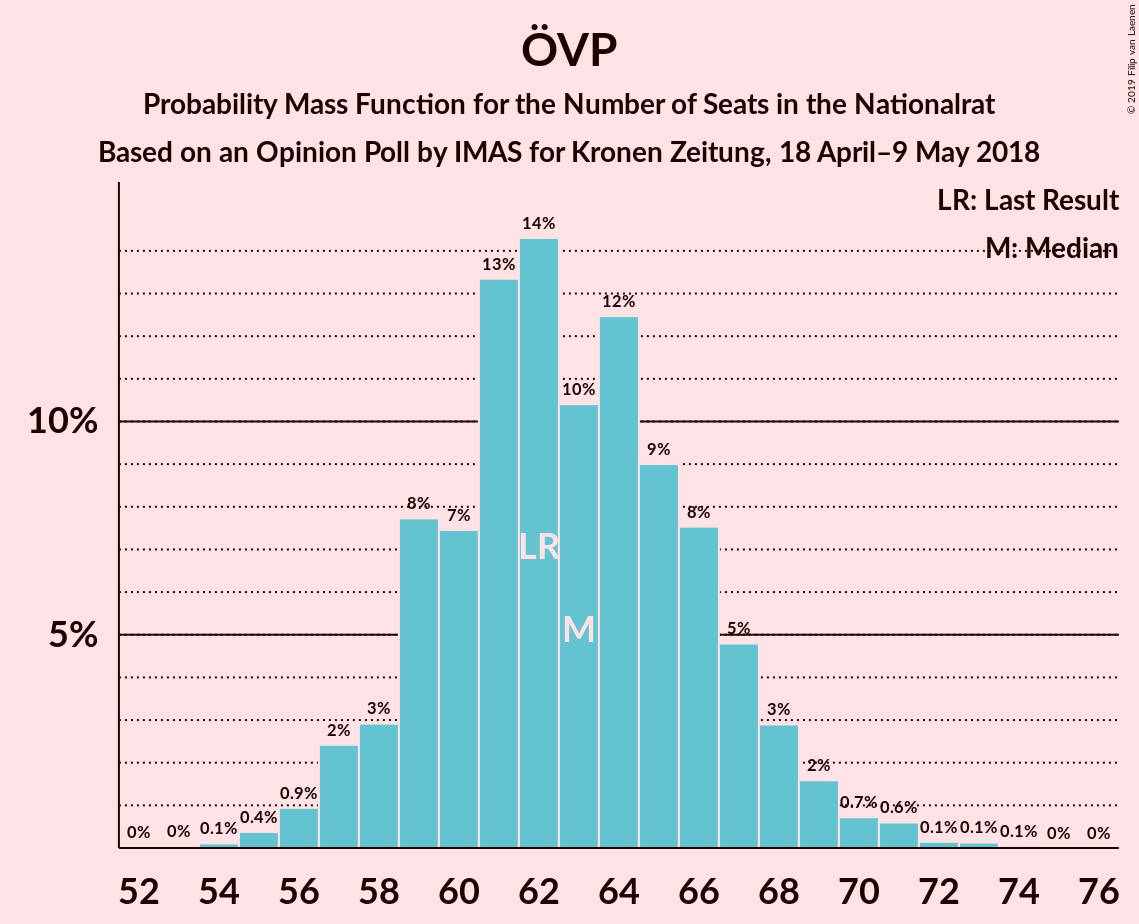 ÖVP
Probability Mass Function for the Number of Seats in the Nationalrat
Based on an Opinion Poll by IMAS for Kronen Zeitung, 18 April–9 May 2018
© 2019 Filip van Laenen
LR: Last Result
M: Median
10%
5%
0% 0% 0.1% 0.4% 0.9% 2% 3% 8% 7% 13% 14% 10% 12% 9% 8% 5% 3% 2% 0.7% 0.6% 0.1% 0.1% 0.1% 0% 0%
LR
M
52 54 56 58 60 62 64 66 68 70 72 74 76